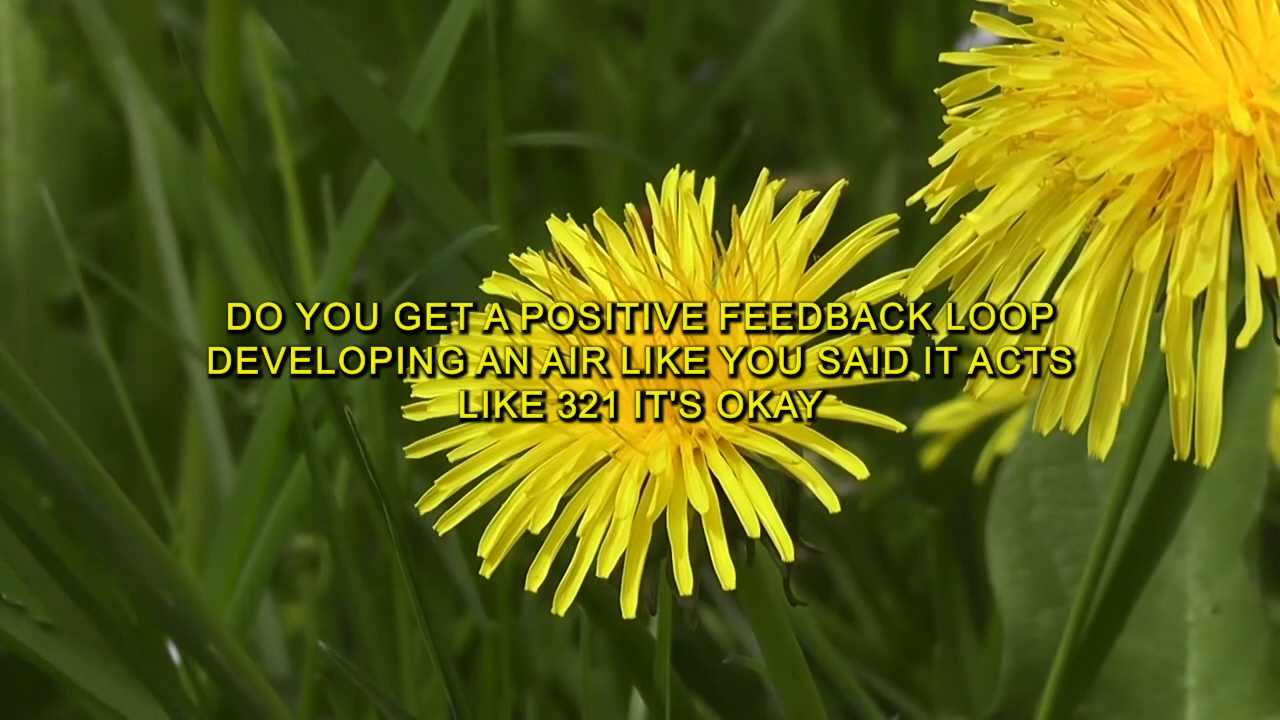 DO YOU GET A POSITIVE FEEDBACK LOOP
DEVELOPING AN AIR LIKE YOU SAID IT ACTS
LIKE 321 IT'S OKAY